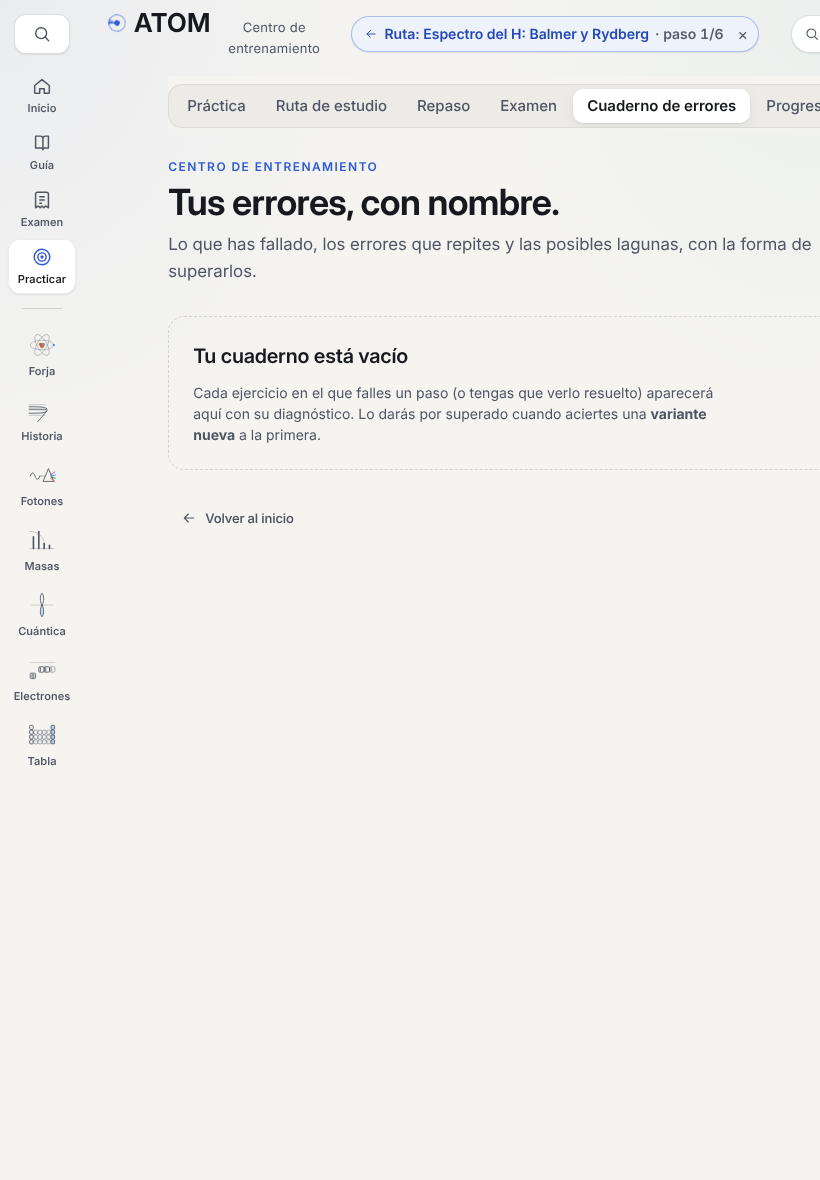 ATOM
Centro de
entrenamiento
Ruta: Espectro del H: Balmer y Rydberg · paso 1/6 ×
Inicio
Guía
Examen
Practicar
Forja
Historia
Fotones
Masas
Cuántica
Electrones
Tabla
Práctica Ruta de estudio Repaso Examen Cuaderno de errores Progres
CENTRO DE ENTRENAMIENTO
Tus errores, con nombre.
Lo que has fallado, los errores que repites y las posibles lagunas, con la forma de
superarlos.
Tu cuaderno está vacío
Cada ejercicio en el que falles un paso (o tengas que verlo resuelto) aparecerá
aquí con su diagnóstico. Lo darás por superado cuando aciertes una variante
nueva a la primera.
← Volver al inicio